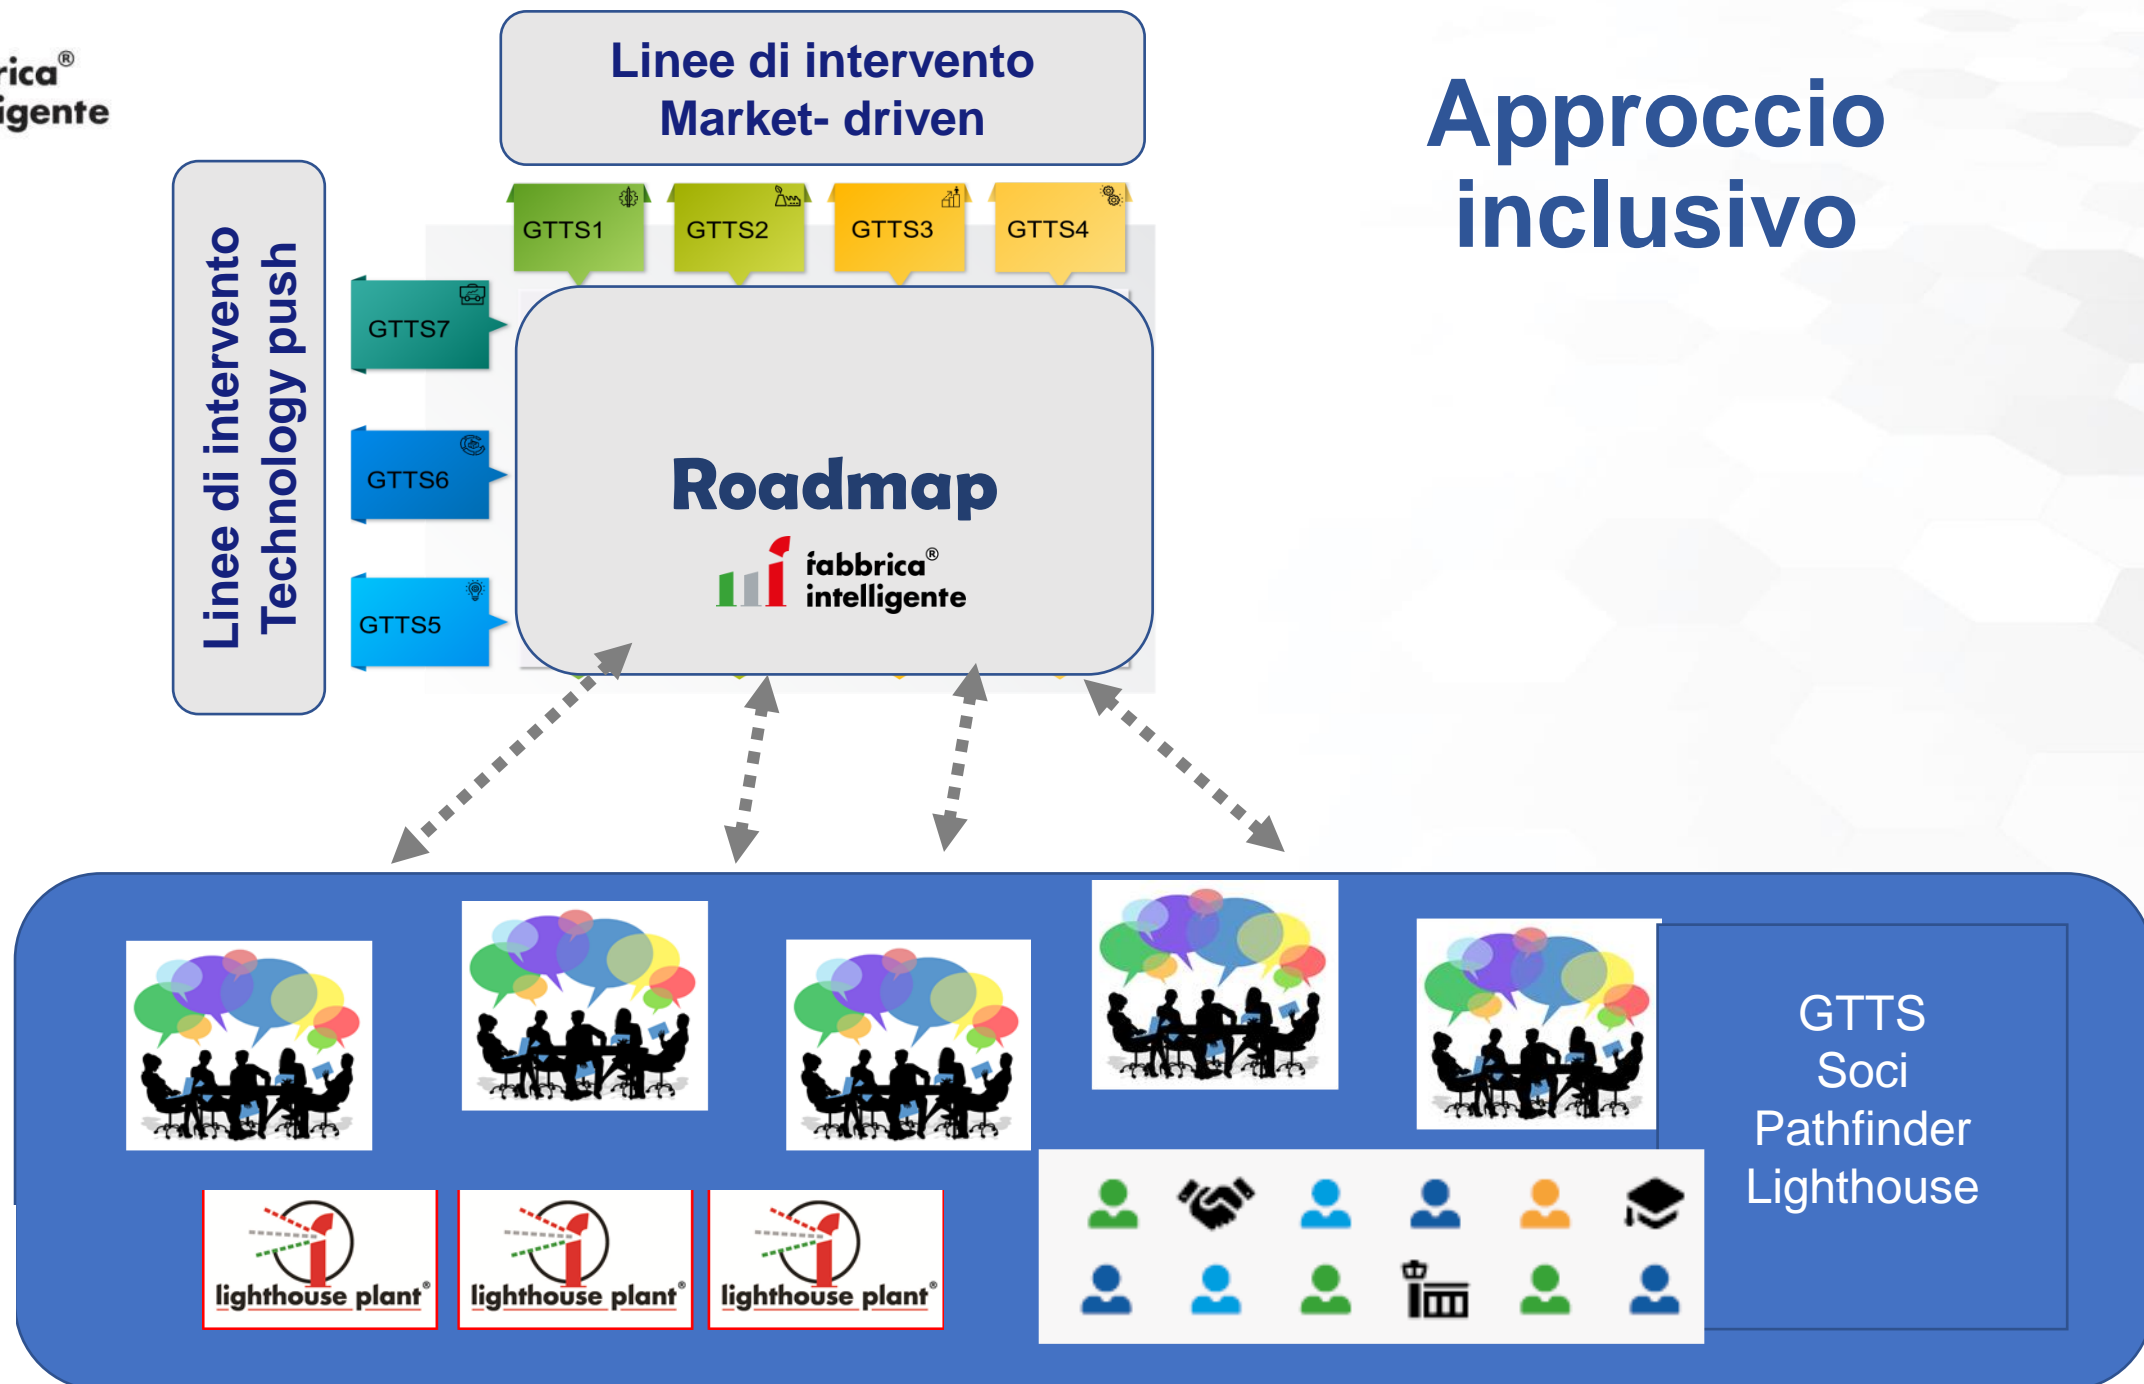 rica®
igente
Linee di intervento
Market- driven
Approccio
inclusivo
Linee di intervento
Technology push
GTTS1
GTTS2
GTTS3
GTTS4
GTTS7
GTTS6
GTTS5
Roadmap
fabbrica®
intelligente
GTTS
Soci
Pathfinder
Lighthouse
lighthouse plant®
lighthouse plant®
lighthouse plant®